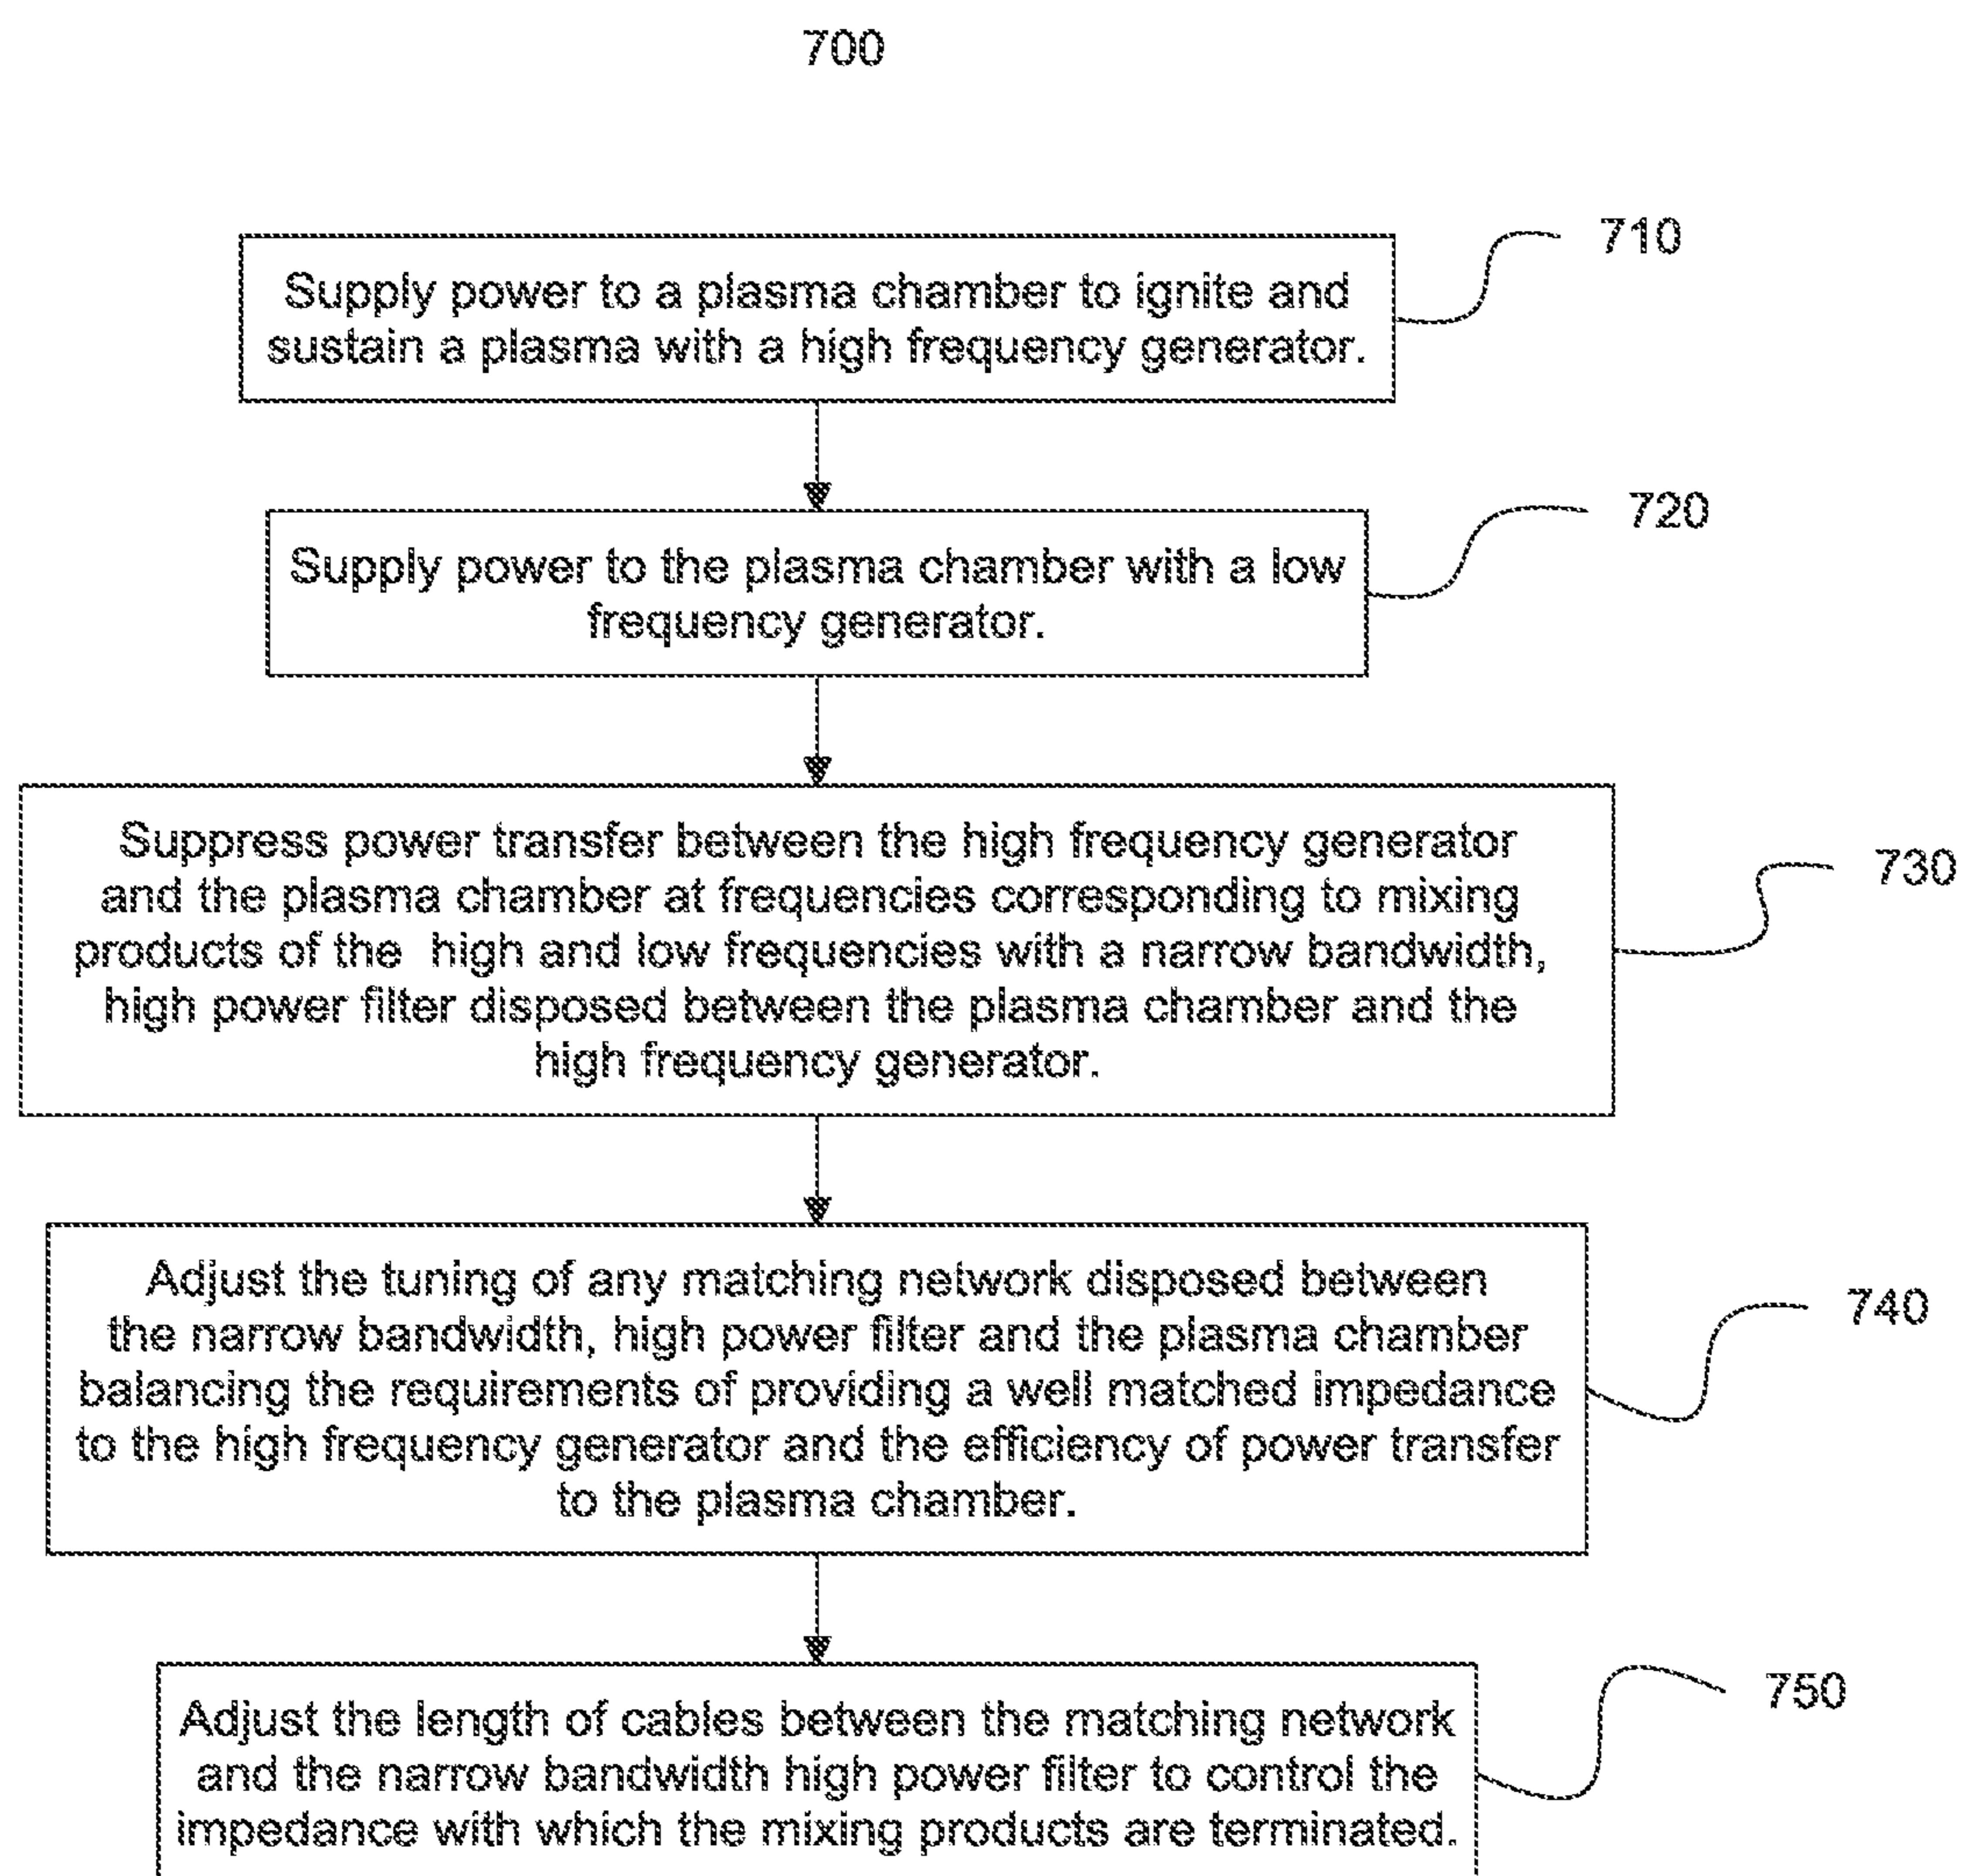 700
710
Supply power to a plasma chamber to ignite and
sustain a plasma with a high frequency generator.
720
Supply power to the plasma chamber with a low
frequency generator.
730
Suppress power transfer between the high frequency generator
and the plasma chamber at frequencies corresponding to mixing
products of the high and low frequencies with a narrow bandwidth,
high power filter disposed between the plasma chamber and the
high frequency generator.
740
Adjust the tuning of any matching network disposed between
the narrow bandwidth, high power filter and the plasma chamber
balancing the requirements of providing a well matched impedance
to the high frequency generator and the efficiency of power transfer
to the plasma chamber.
750
Adjust the length of cables between the matching network
and the narrow bandwidth high power filter to control the
impedance with which the mixing products are terminated.